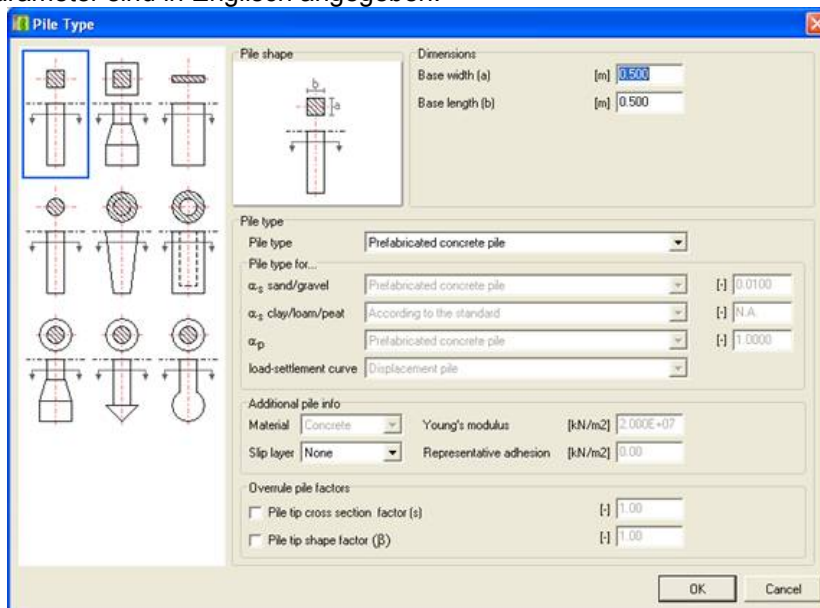 arameter sind in Englisch angegeben.
Pile Type
Pile shape
b
a
Dimensions
Base width (a) [m] 0.500
Base length (b) [m] 0.500
Pile type
Pile type Prefabricated concrete pile
Pile type for...
αs sand/gravel Prefabricated concrete pile [-] 0.0100
αs clay/loam/peat According to the standard [-] N.A.
αp Prefabricated concrete pile [-] 1.0000
load-settlement curve Displacement pile
Additional pile info
Material Concrete Young's modulus [kN/m2] 2.000E+07
Slip layer None Representative adhesion [kN/m2] 0.00
Overrule pile factors
Pile tip cross section factor (s) [-] 1.00
Pile tip shape factor (β) [-] 1.00
OK Cancel